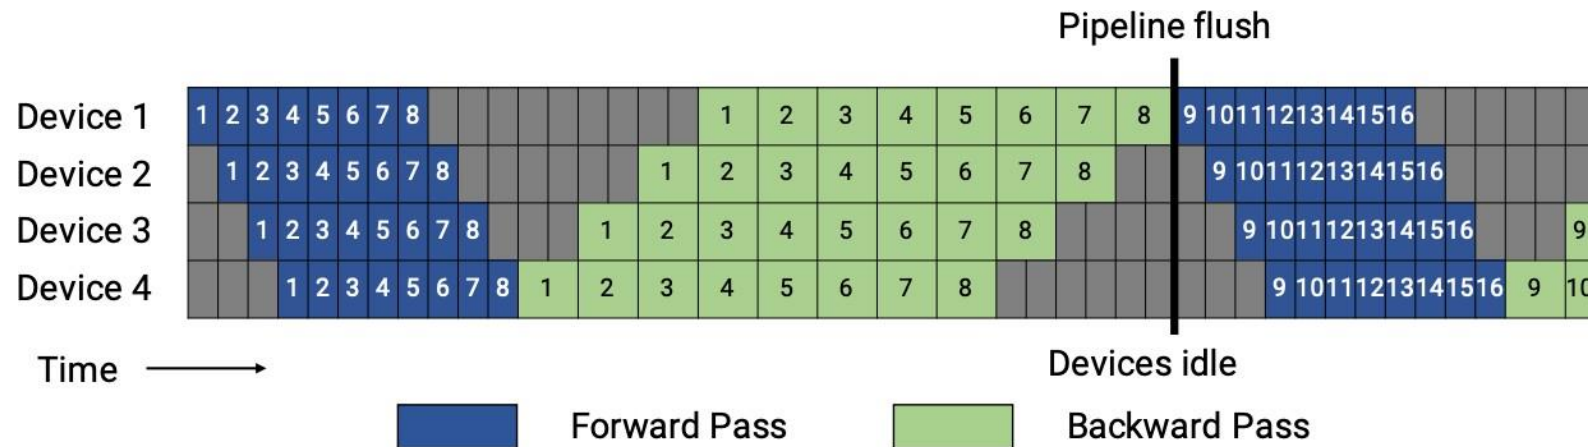 Pipeline flush
Device 1 1 2 3 4 5 6 7 8 1 2 3 4 5 6 7 8 9 10 11 12 13 14 15 16
Device 2 1 2 3 4 5 6 7 8 1 2 3 4 5 6 7 8 9 10 11 12 13 14 15 16
Device 3 1 2 3 4 5 6 7 8 1 2 3 4 5 6 7 8 9 10 11 12 13 14 15 16 9
Device 4 1 2 3 4 5 6 7 8 1 2 3 4 5 6 7 8 9 10 11 12 13 14 15 16 9 10
Time Devices idle
Forward Pass Backward Pass